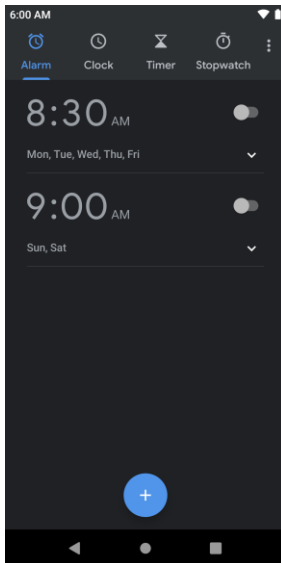 6:00 AM
Alarm Clock Timer Stopwatch
8:30 AM
Mon, Tue, Wed, Thu, Fri
9:00 AM
Sun, Sat